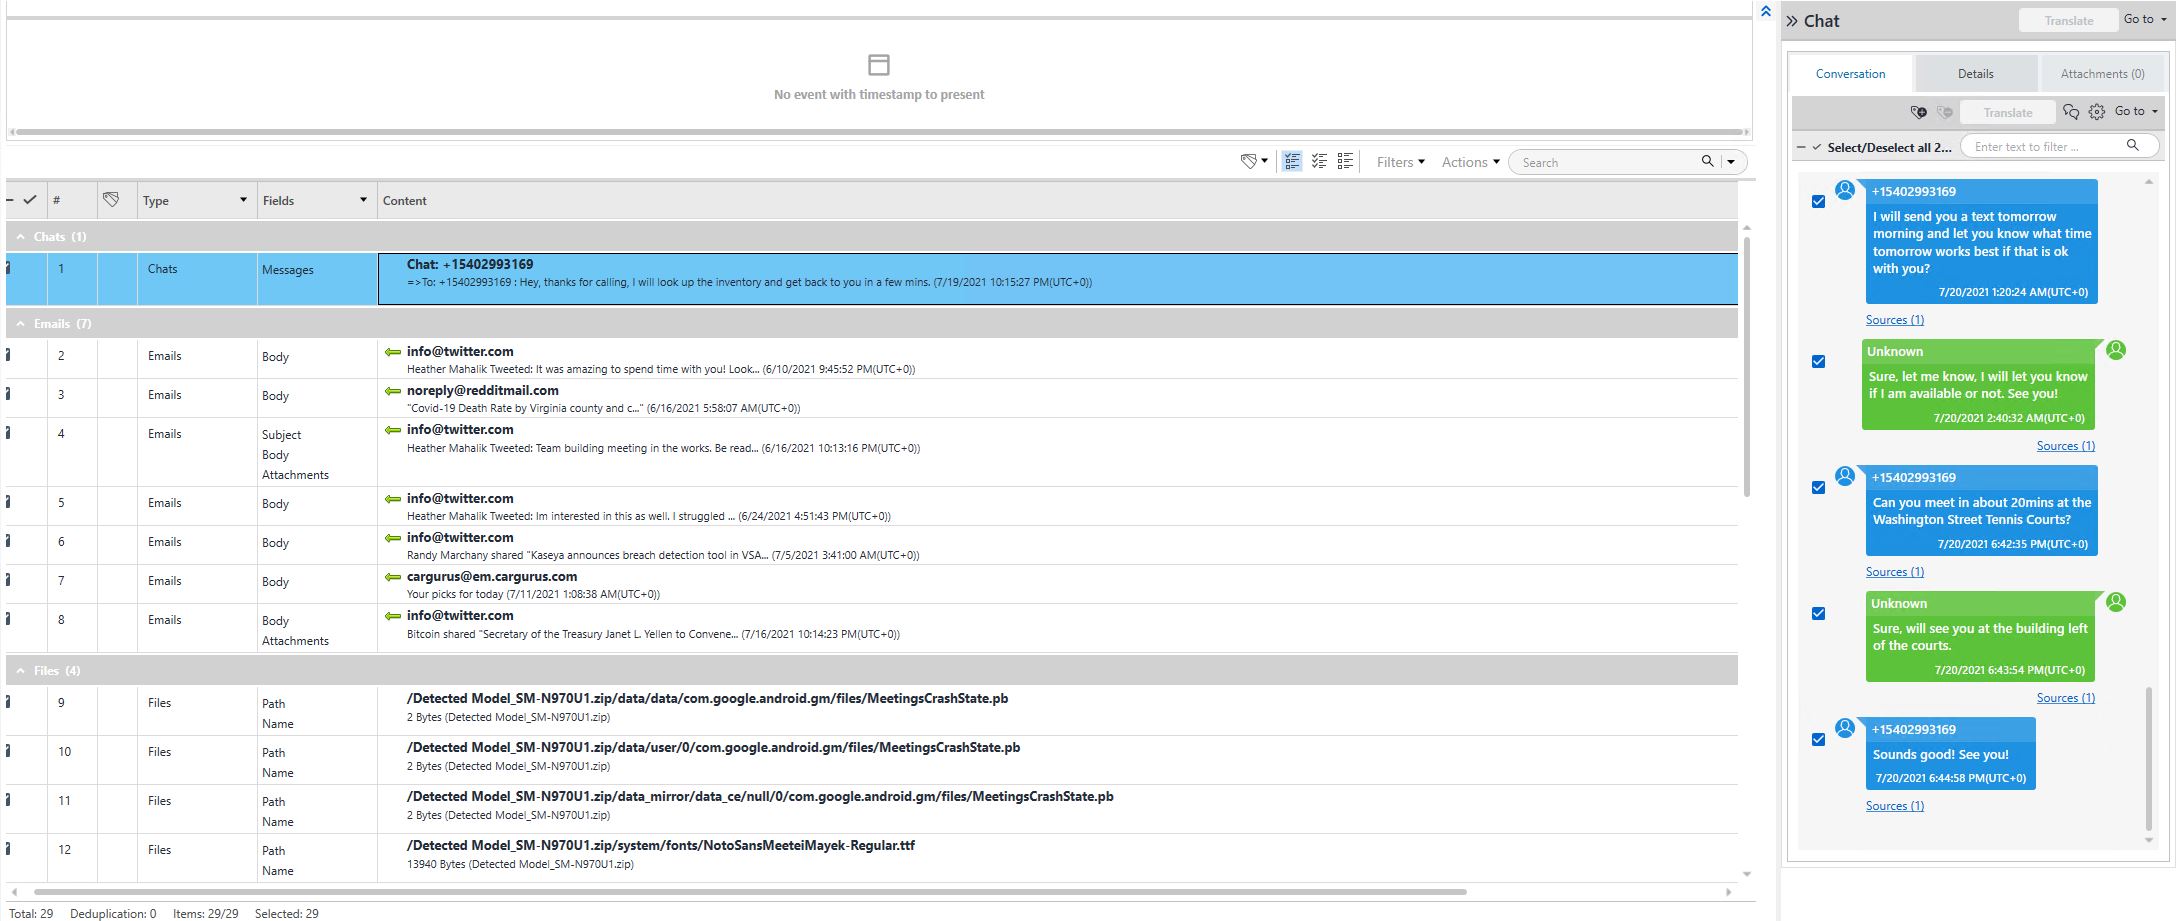 No event with timestamp to present
Filters
Actions
Search
# Type Fields Content
Chats (1)
1 Chats Messages Chat: +15402993169
=>To: +15402993169 : Hey, thanks for calling, I will look up the inventory and get back to you in a few mins. (7/19/2021 10:15:27 PM(UTC+0))
Emails (7)
2 Emails Body info@twitter.com
Heather Mahalik Tweeted: It was amazing to spend time with you! Look... (6/10/2021 9:45:52 PM(UTC+0))
3 Emails Body noreply@redditmail.com
"Covid-19 Death Rate by Virginia county and c..." (6/16/2021 5:58:07 AM(UTC+0))
4 Emails Subject info@twitter.com
Body Heather Mahalik Tweeted: Team building meeting in the works. Be read... (6/16/2021 10:13:16 PM(UTC+0))
Attachments
5 Emails Body info@twitter.com
Heather Mahalik Tweeted: Im interested in this as well. I struggled ... (6/24/2021 4:51:43 PM(UTC+0))
6 Emails Body info@twitter.com
Randy Marchany shared "Kaseya announces breach detection tool in VSA... (7/5/2021 3:41:00 AM(UTC+0))
7 Emails Body cargurus@em.cargurus.com
Your picks for today (7/11/2021 1:08:38 AM(UTC+0))
8 Emails Body info@twitter.com
Attachments Bitcoin shared "Secretary of the Treasury Janet L. Yellen to Convene... (7/16/2021 10:14:23 PM(UTC+0))
Files (4)
9 Files Path /Detected Model_SM-N970U1.zip/data/data/com.google.android.gm/files/MeetingsCrashState.pb
Name 2 Bytes (Detected Model_SM-N970U1.zip)
10 Files Path /Detected Model_SM-N970U1.zip/data/user/0/com.google.android.gm/files/MeetingsCrashState.pb
Name 2 Bytes (Detected Model_SM-N970U1.zip)
11 Files Path /Detected Model_SM-N970U1.zip/data_mirror/data_ce/null/0/com.google.android.gm/files/MeetingsCrashState.pb
Name 2 Bytes (Detected Model_SM-N970U1.zip)
12 Files Path /Detected Model_SM-N970U1.zip/system/fonts/NotoSansMeeteiMayek-Regular.ttf
Name 13940 Bytes (Detected Model_SM-N970U1.zip)
Total: 29 Deduplication: 0 Items: 29/29 Selected: 29
Chat Translate Go to
Conversation Details Attachments (0)
Translate Go to
Select/Deselect all 2... Enter text to filter ...
+15402993169
I will send you a text tomorrow
morning and let you know what time
tomorrow works best if that is ok
with you?
7/20/2021 1:20:24 AM(UTC+0)
Sources (1)
Unknown
Sure, let me know, I will let you know
if I am available or not. See you!
7/20/2021 2:40:32 AM(UTC+0)
Sources (1)
+15402993169
Can you meet in about 20mins at the
Washington Street Tennis Courts?
7/20/2021 6:42:35 PM(UTC+0)
Sources (1)
Unknown
Sure, will see you at the building left
of the courts.
7/20/2021 6:43:54 PM(UTC+0)
Sources (1)
+15402993169
Sounds good! See you!
7/20/2021 6:44:58 PM(UTC+0)
Sources (1)